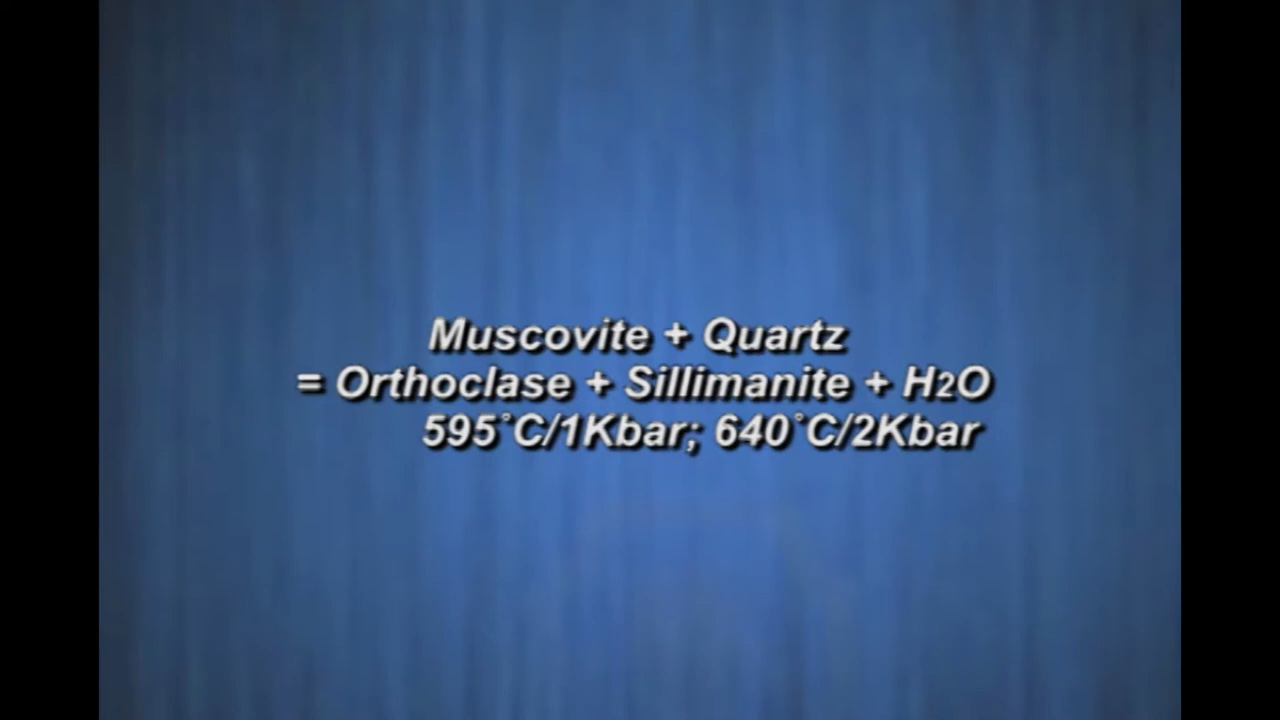 Muscovite + Quartz
= Orthoclase + Sillimanite + H2O
595°C/1Kbar; 640°C/2Kbar